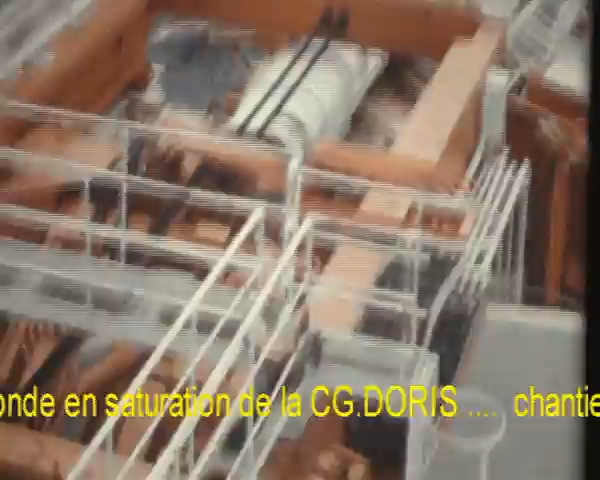 onde en saturation de la CG.DORIS .... chantie